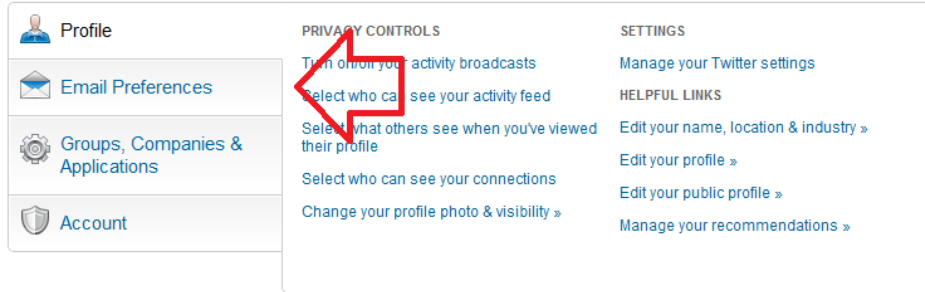 Profile
Email Preferences
Groups, Companies &
Applications
Account
PRIVACY CONTROLS
Turn on/off your activity broadcasts
Select who can see your activity feed
Select what others see when you've viewed
their profile
Select who can see your connections
Change your profile photo & visibility »
SETTINGS
Manage your Twitter settings
HELPFUL LINKS
Edit your name, location & industry »
Edit your profile »
Edit your public profile »
Manage your recommendations »